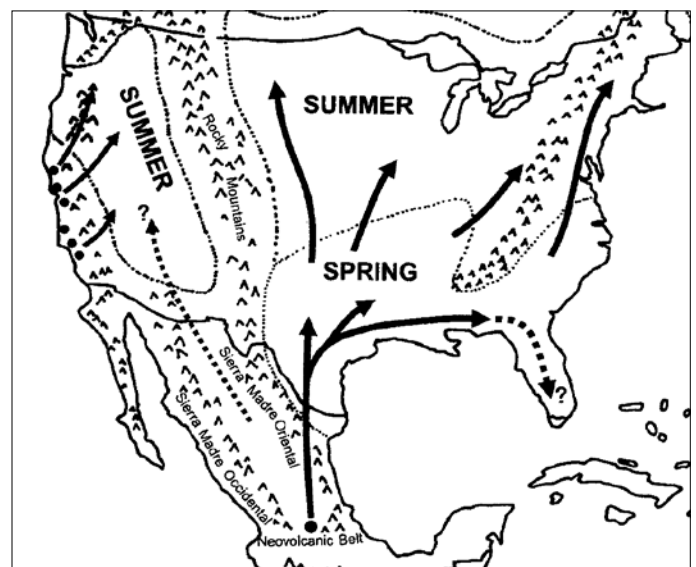 SUMMER
SUMMER
Rocky
Mountains
?
SPRING
?
Sierra Madre Oriental
Sierra Madre Occidental
Neovolcanic Belt